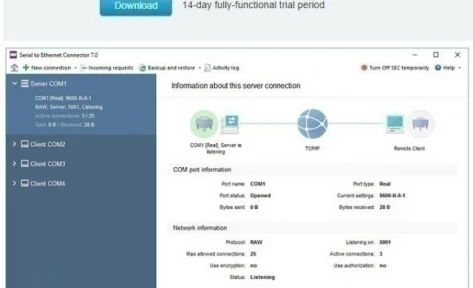 Download
14-day fully-functional trial period
Serial to Ethernet Connector 7.0
New connection
Incoming requests
Backup and restore
Activity log
Turn Off SEC temporarily
Help
Server COM1
COM1 [Real], 9600-N-8-1
RAW, Server, 5001, Listening
Active connections: 3 / 25
Sent: 0 B | Received: 28 B
Client COM2
Client COM3
Client COM4
Information about this server connection
COM1 [Real], Server is
listening
TCP/IP
Remote Client
COM port information
Port name: COM1
Port type: Real
Port status: Opened
Current settings: 9600-N-8-1
Bytes sent: 0 B
Bytes received: 28 B
Network information
Protocol: RAW
Listening on: 5001
Max allowed connections: 25
Active connections: 3
Use encryption: no
Use authorization: no
Status: Listening